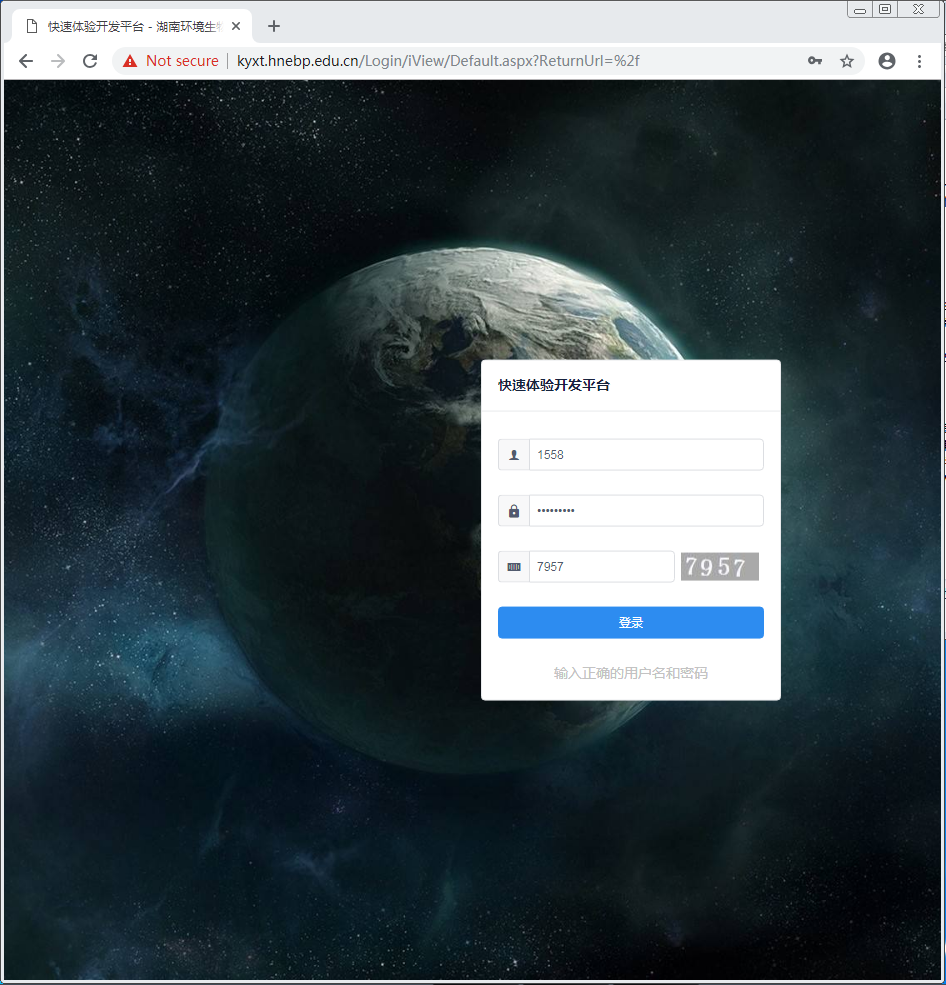 快速体验开发平台 - 湖南环境生
Not secure
kyxt.hnebp.edu.cn/Login/iView/Default.aspx?ReturnUrl=%2f
快速体验开发平台
1558
•••••••••
7957
7957
登录
输入正确的用户名和密码